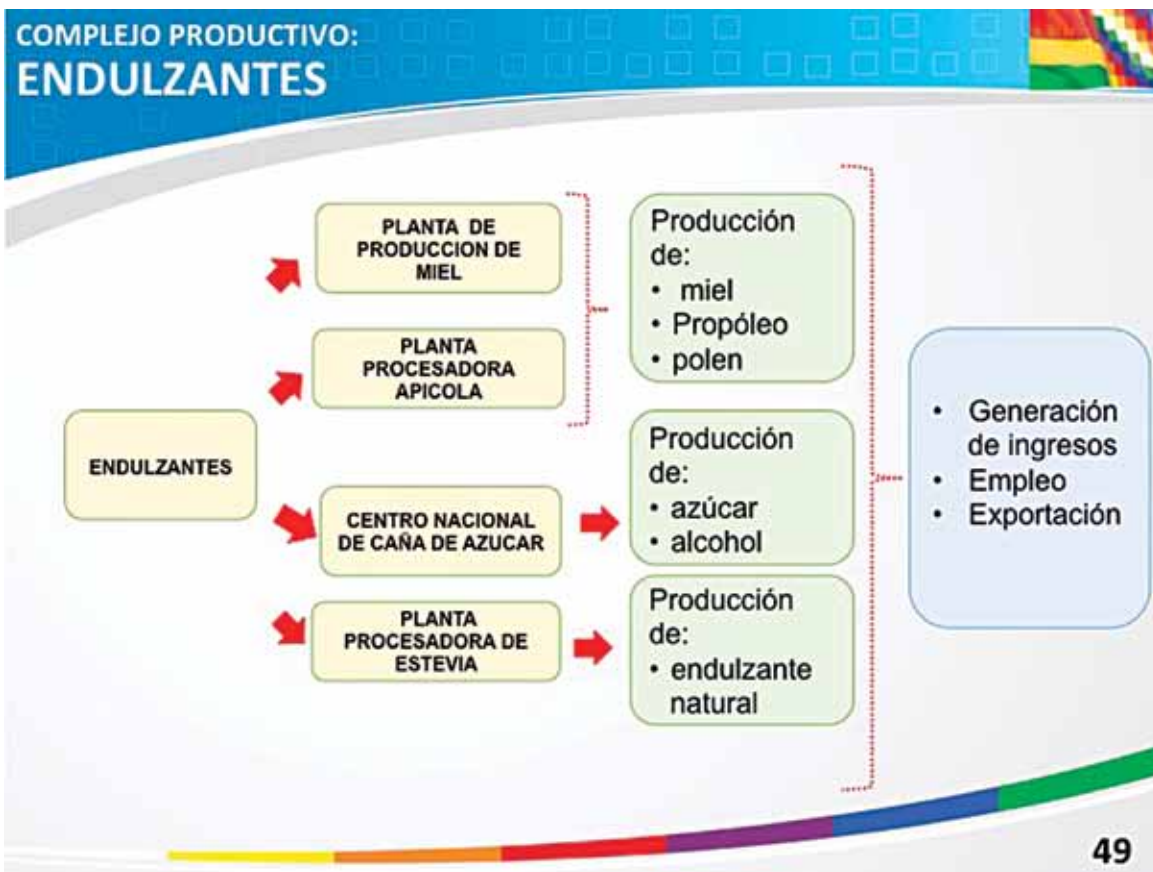 COMPLEJO PRODUCTIVO:
ENDULZANTES
ENDULZANTES
PLANTA DE
PRODUCCION DE
MIEL
PLANTA
PROCESADORA
APICOLA
CENTRO NACIONAL
DE CAÑA DE AZUCAR
PLANTA
PROCESADORA DE
ESTEVIA
Producción
de:
• miel
• Propóleo
• polen
Producción
de:
• azúcar
• alcohol
Producción
de:
• endulzante
natural
• Generación
de ingresos
• Empleo
• Exportación
49